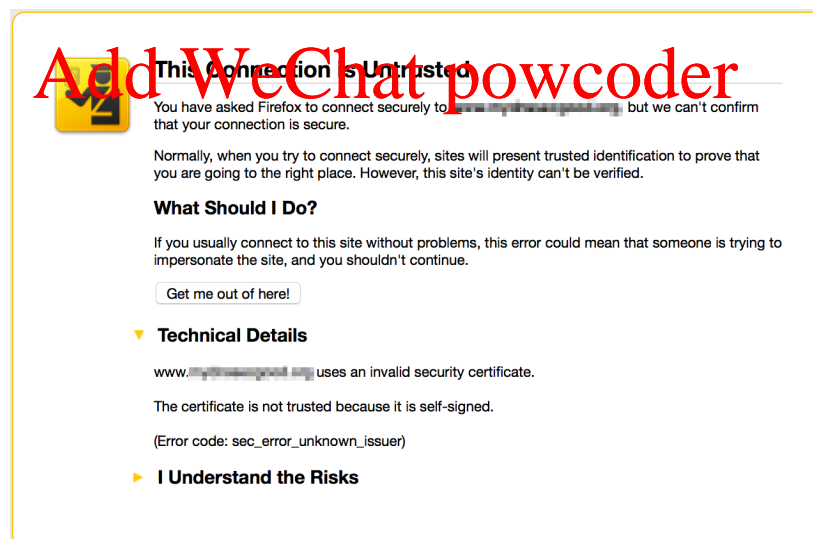 Add WeChat powcoder
This Connection is Untrusted
You have asked Firefox to connect securely to but we can't confirm
that your connection is secure.
Normally, when you try to connect securely, sites will present trusted identification to prove that
you are going to the right place. However, this site's identity can't be verified.
What Should I Do?
If you usually connect to this site without problems, this error could mean that someone is trying to
impersonate the site, and you shouldn't continue.
Get me out of here!
Technical Details
www. uses an invalid security certificate.
The certificate is not trusted because it is self-signed.
(Error code: sec_error_unknown_issuer)
I Understand the Risks